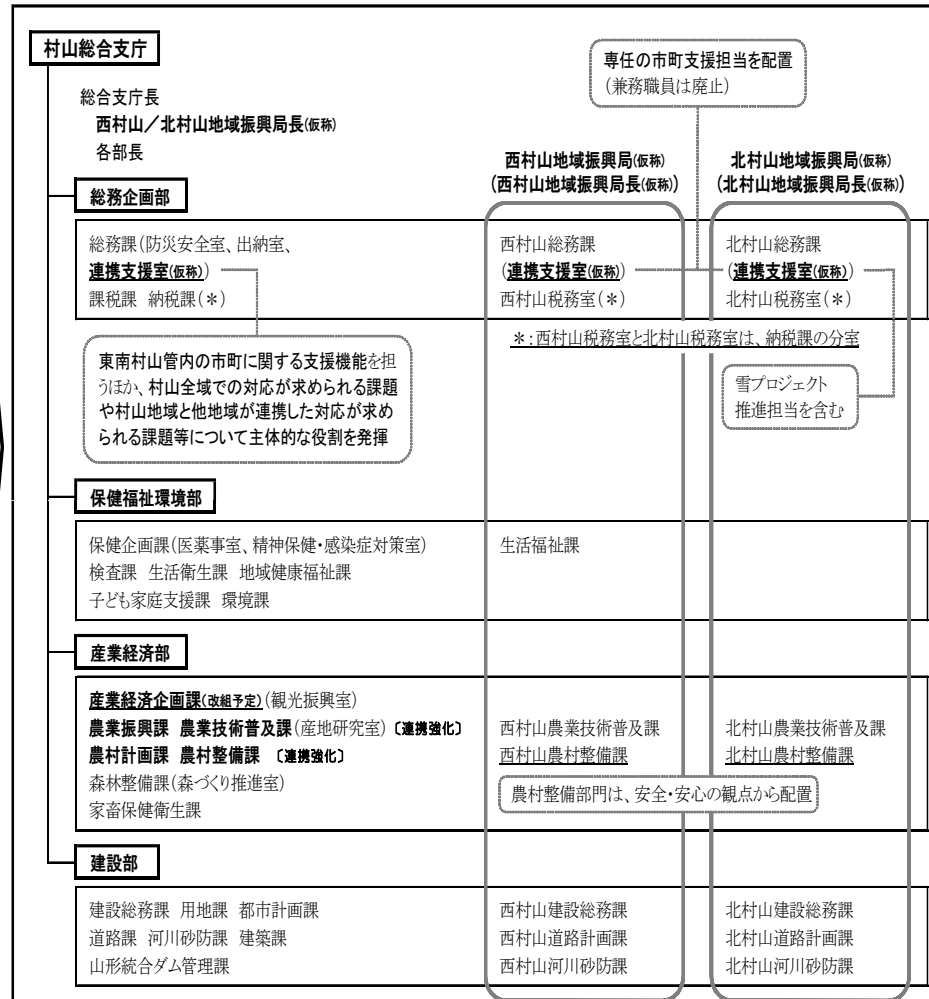 村山総合支庁
専任の市町支援担当を配置
(兼務職員は廃止)
総合支庁長
西村山/北村山地域振興局長(仮称)
各部長
西村山地域振興局(仮称)
(西村山地域振興局長(仮称))
北村山地域振興局(仮称)
(北村山地域振興局長(仮称))
総務企画部
総務課(防災安全室、出納室、
連携支援室(仮称))
課税課 納税課(*)
西村山総務課
(連携支援室(仮称))
西村山税務室(*)
北村山総務課
(連携支援室(仮称))
北村山税務室(*)
*:西村山税務室と北村山税務室は、納税課の分室
東南村山管内の市町に関する支援機能を担
うほか、村山全域での対応が求められる課題
や村山地域と他地域が連携した対応が求め
られる課題等について主体的な役割を発揮
雪プロジェクト
推進担当を含む
保健福祉環境部
保健企画課(医薬事室、精神保健・感染症対策室)
検査課 生活衛生課 地域健康福祉課
子ども家庭支援課 環境課
生活福祉課
産業経済部
産業経済企画課(改組予定)(観光振興室)
農業振興課 農業技術普及課(産地研究室)〔連携強化〕
農村計画課 農村整備課 〔連携強化〕
森林整備課(森づくり推進室)
家畜保健衛生課
西村山農業技術普及課
西村山農村整備課
北村山農業技術普及課
北村山農村整備課
農村整備部門は、安全・安心の観点から配置
建設部
建設総務課 用地課 都市計画課
道路課 河川砂防課 建築課
山形統合ダム管理課
西村山建設総務課
西村山道路計画課
西村山河川砂防課
北村山建設総務課
北村山道路計画課
北村山河川砂防課